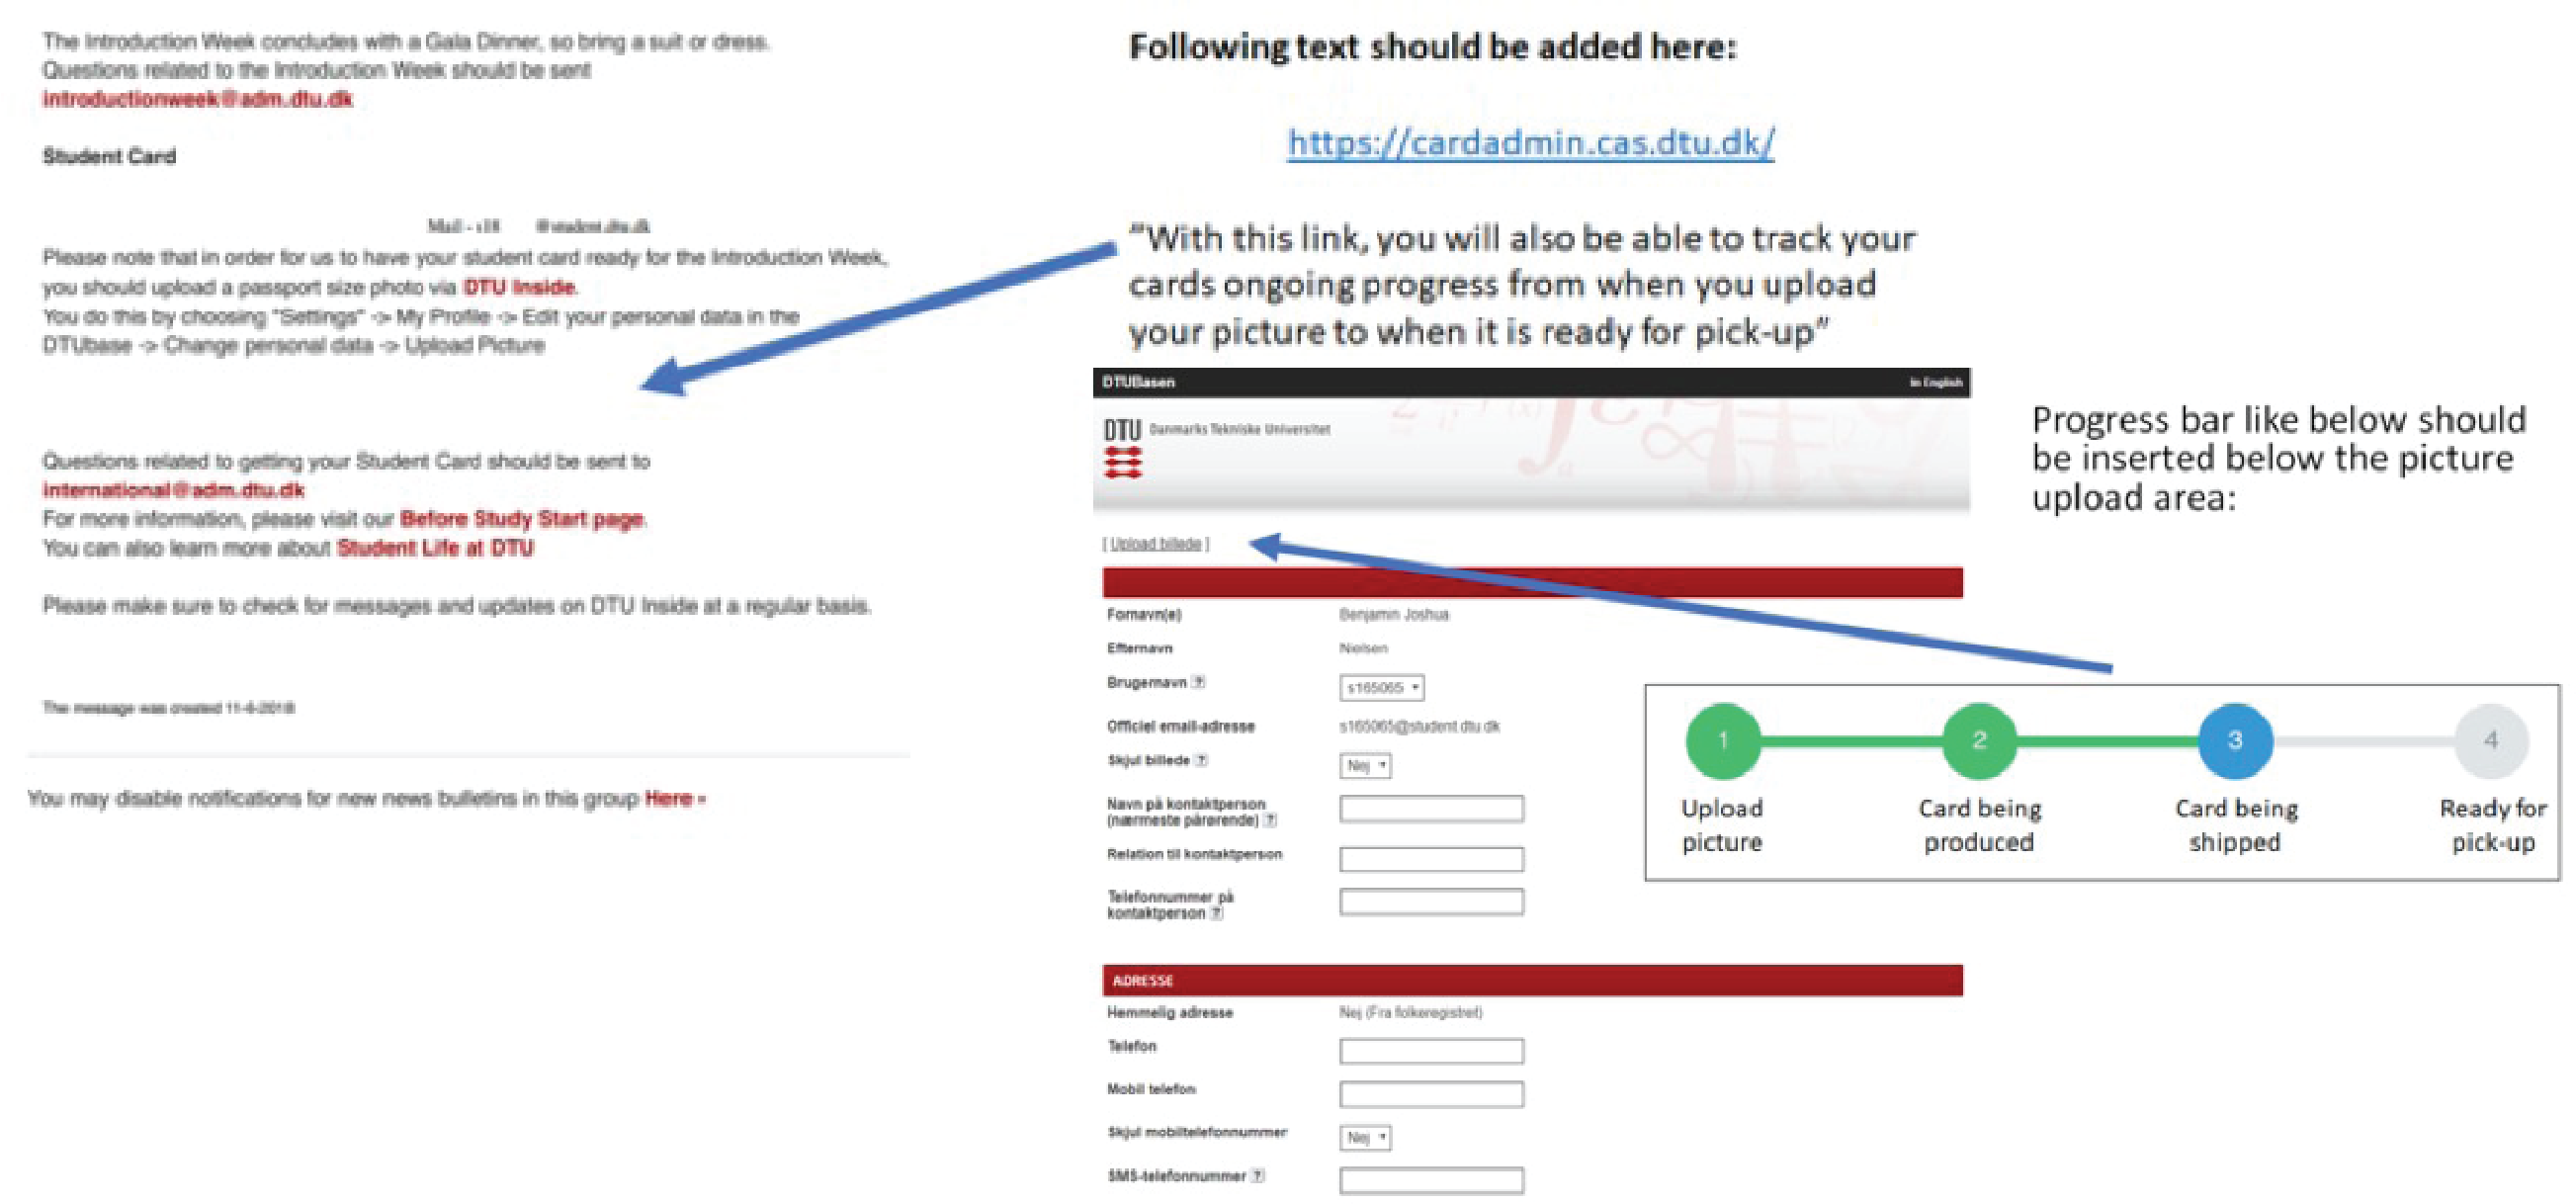 The Introduction Week concludes with a Gala Dinner, so bring a suit or dress.
Questions related to the Introduction Week should be sent
introductionweek@adm.dtu.dk
Student Card
Mail - s18 @student.dtu.dk
Please note that in order for us to have your student card ready for the Introduction Week,
you should upload a passport size photo via DTU Inside.
You do this by choosing "Settings" -> My Profile -> Edit your personal data in the
DTUbase -> Change personal data -> Upload Picture
Questions related to getting your Student Card should be sent to
international@adm.dtu.dk
For more information, please visit our Before Study Start page.
You can also learn more about Student Life at DTU
Please make sure to check for messages and updates on DTU Inside at a regular basis.
The message was created 11-6-2018
You may disable notifications for new news bulletins in this group Here »
Following text should be added here:
https://cardadmin.cas.dtu.dk/
"With this link, you will also be able to track your
cards ongoing progress from when you upload
your picture to when it is ready for pick-up"
DTUBasen In English
DTU Danmarks Tekniske Universitet
[ Upload billede ]
Fornavn(e) Benjamin Joshua
Efternavn Nielsen
Brugernavn ? s165065
Officiel email-adresse s165065@student.dtu.dk
Skjul billede ? Nej
Navn på kontaktperson
(nærmeste pårørende) ?
Relation til kontaktperson
Telefonnummer på
kontaktperson ?
ADRESSE
Hemmelig adresse Nej (Fra folkeregistret)
Telefon
Mobil telefon
Skjul mobiltelefonnummer Nej
SMS-telefonnummer ?
Progress bar like below should
be inserted below the picture
upload area:
1 2 3 4
Upload Card being Card being Ready for
picture produced shipped pick-up